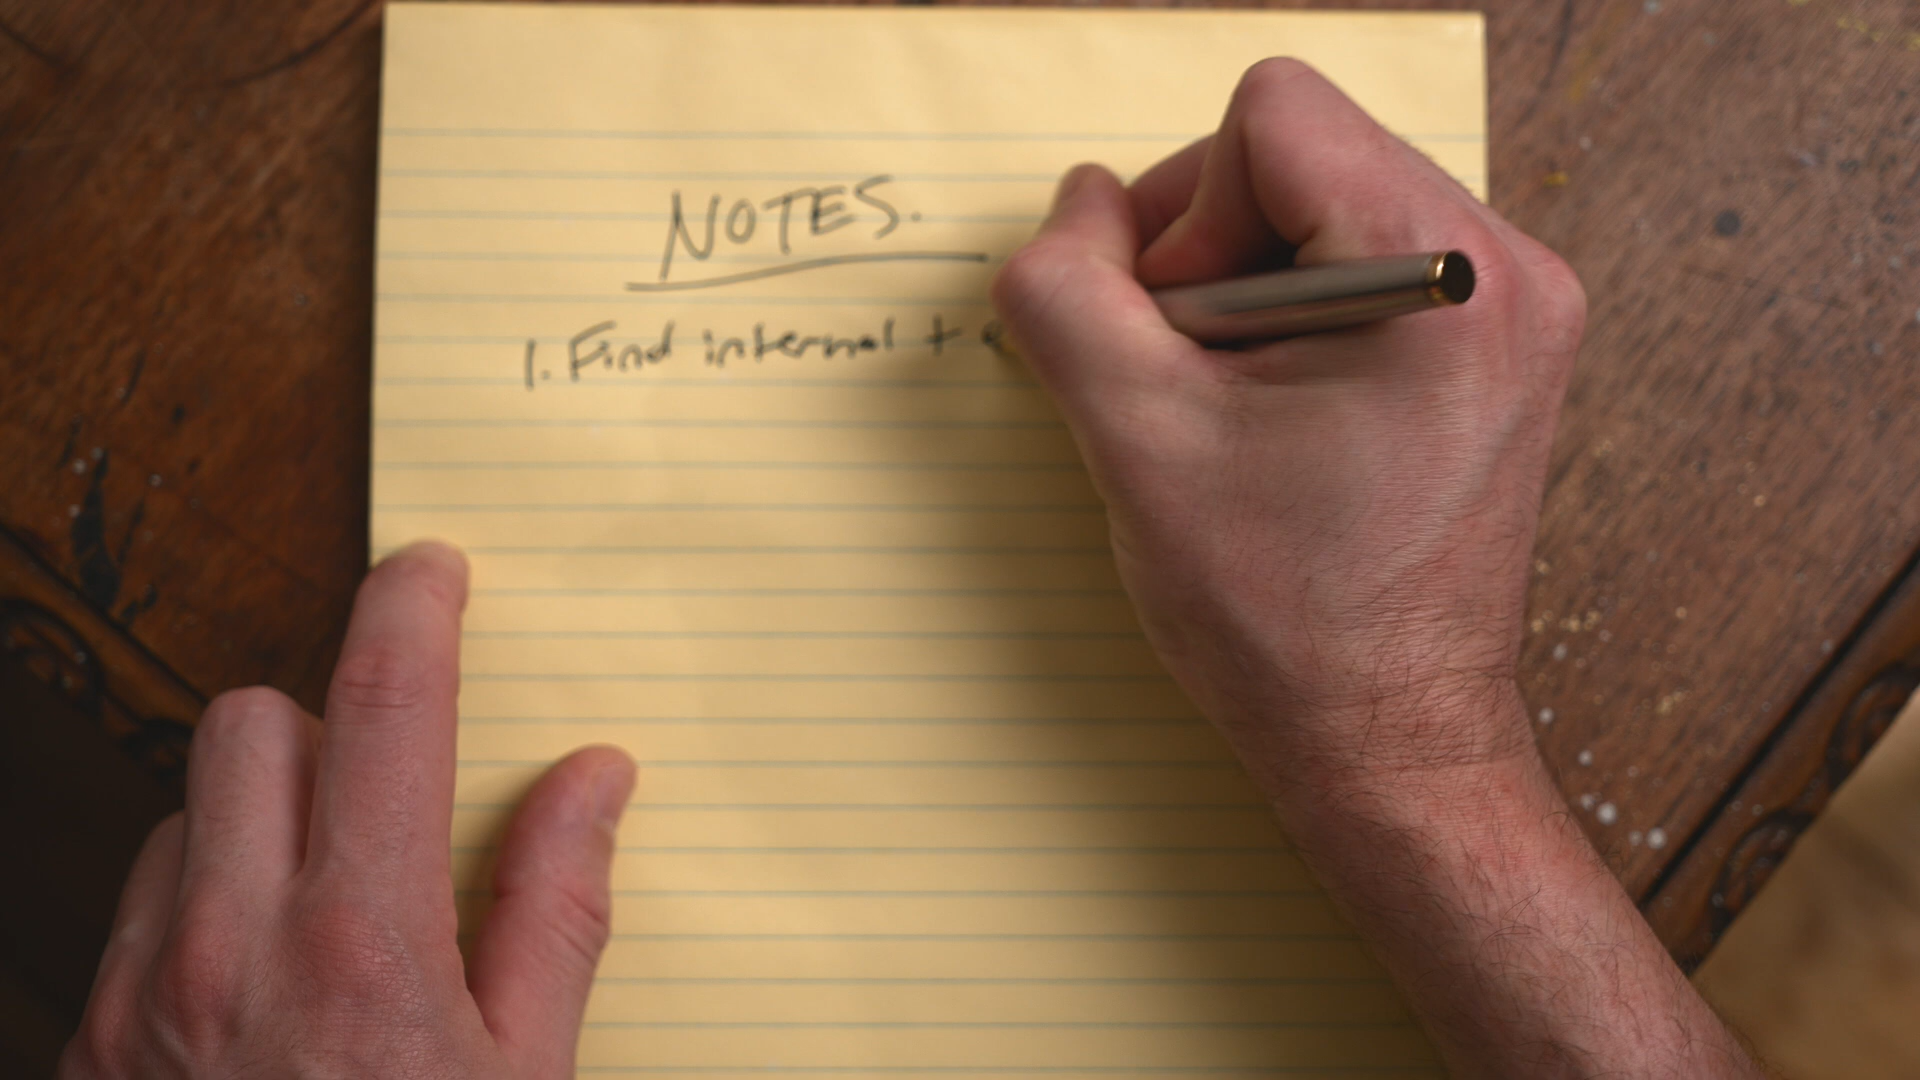 NOTES.
1. Find internal + e